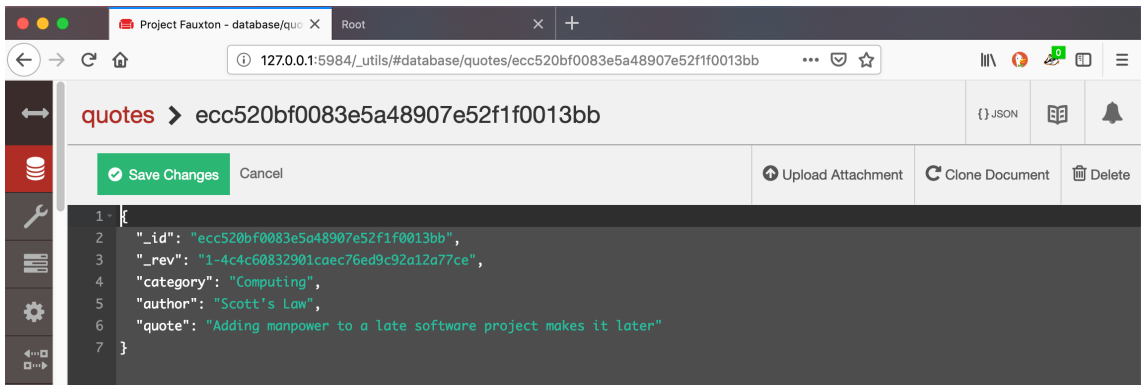 Project Fauxton - database/quo
Root
127.0.0.1:5984/_utils/#database/quotes/ecc520bf0083e5a48907e52f1f0013bb
0
quotes > ecc520bf0083e5a48907e52f1f0013bb
{ } JSON
Save Changes Cancel Upload Attachment Clone Document Delete
1 {
2 "_id": "ecc520bf0083e5a48907e52f1f0013bb",
3 "_rev": "1-4c4c60832901caec76ed9c92a12a77ce",
4 "category": "Computing",
5 "author": "Scott's Law",
6 "quote": "Adding manpower to a late software project makes it later"
7 }